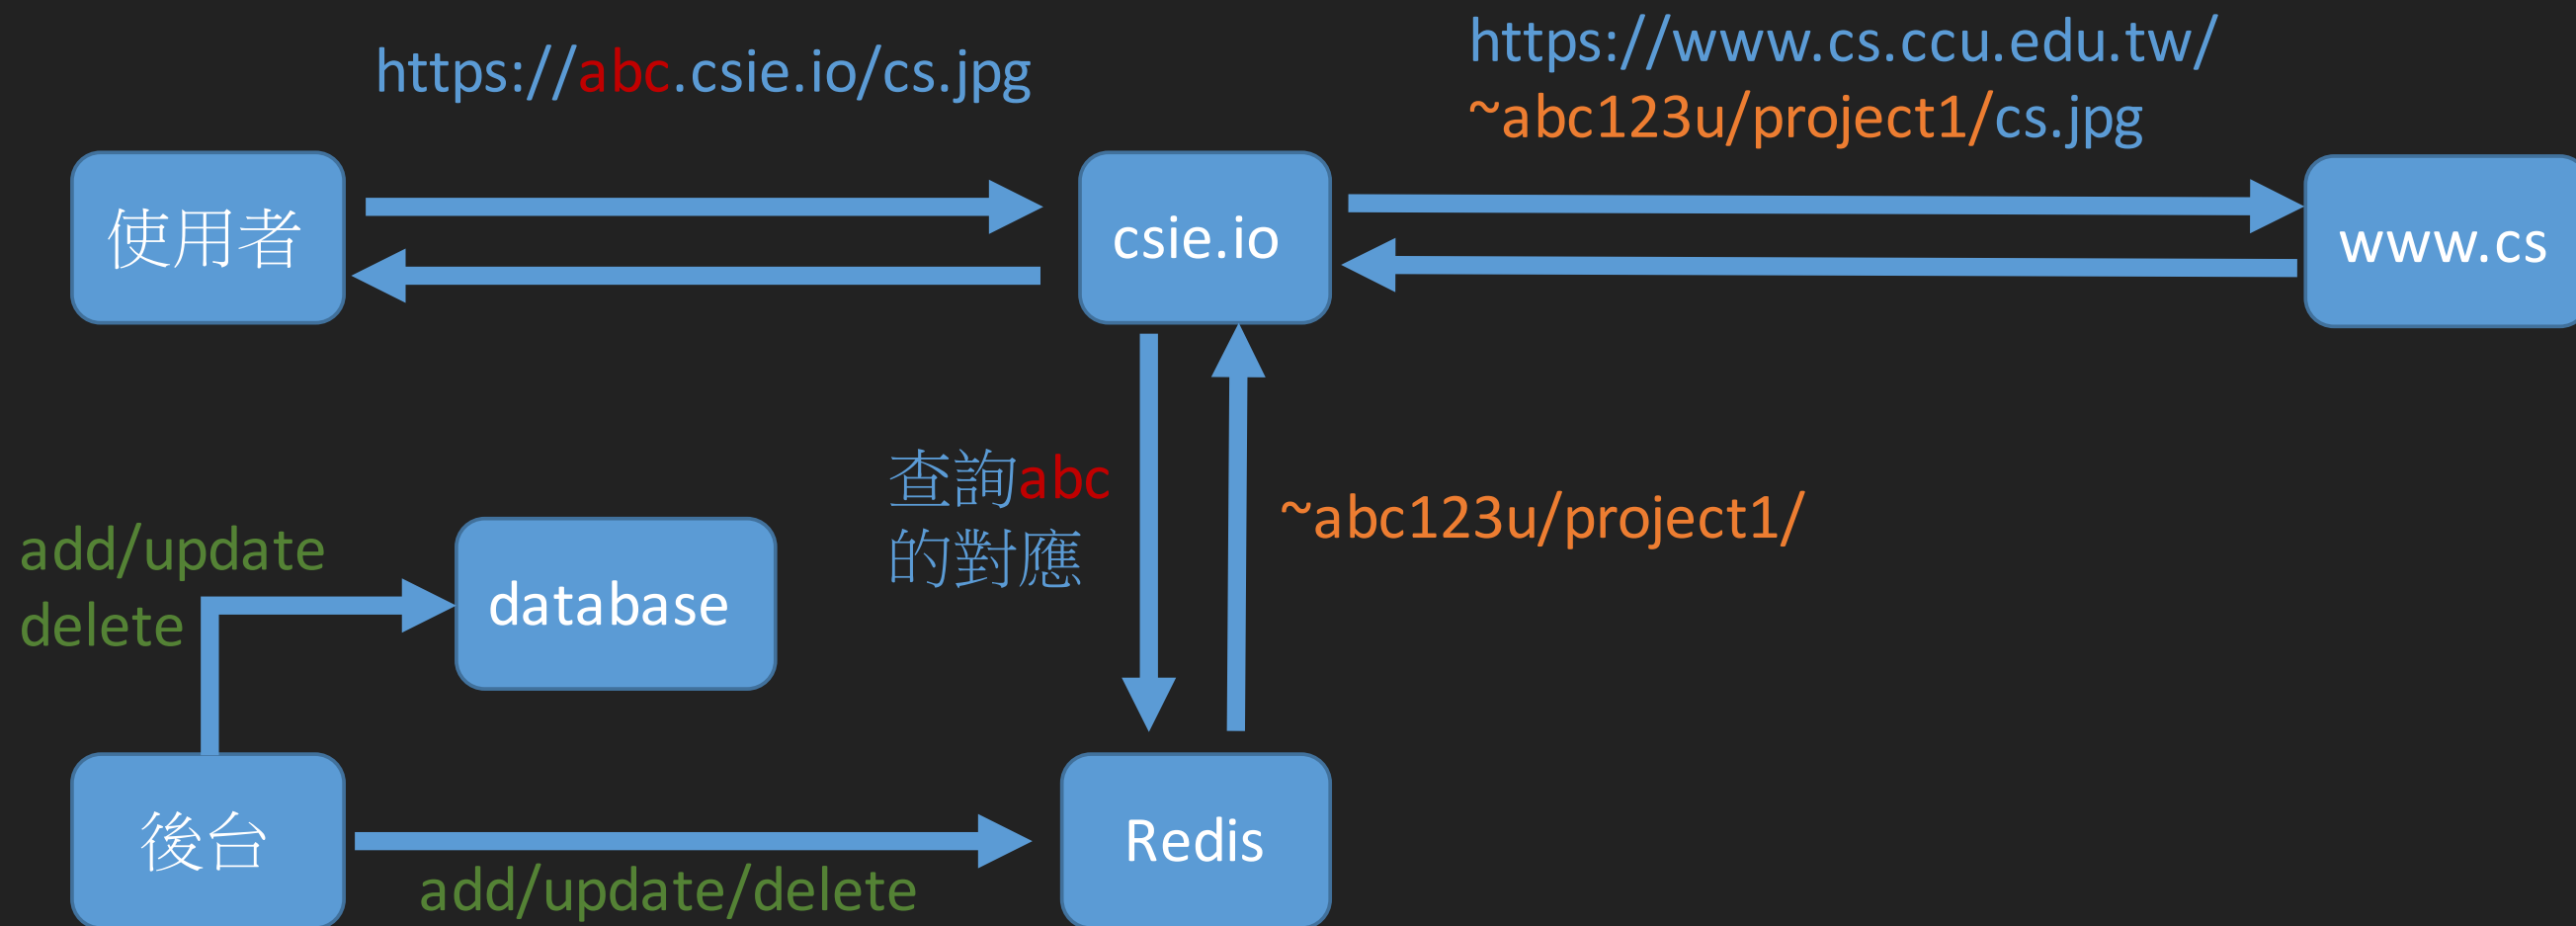 https://abc.csie.io/cs.jpg
https://www.cs.ccu.edu.tw/
~abc123u/project1/cs.jpg
使用者
csie.io
www.cs
查詢abc
的對應
~abc123u/project1/
add/update
delete
database
後台
add/update/delete
Redis